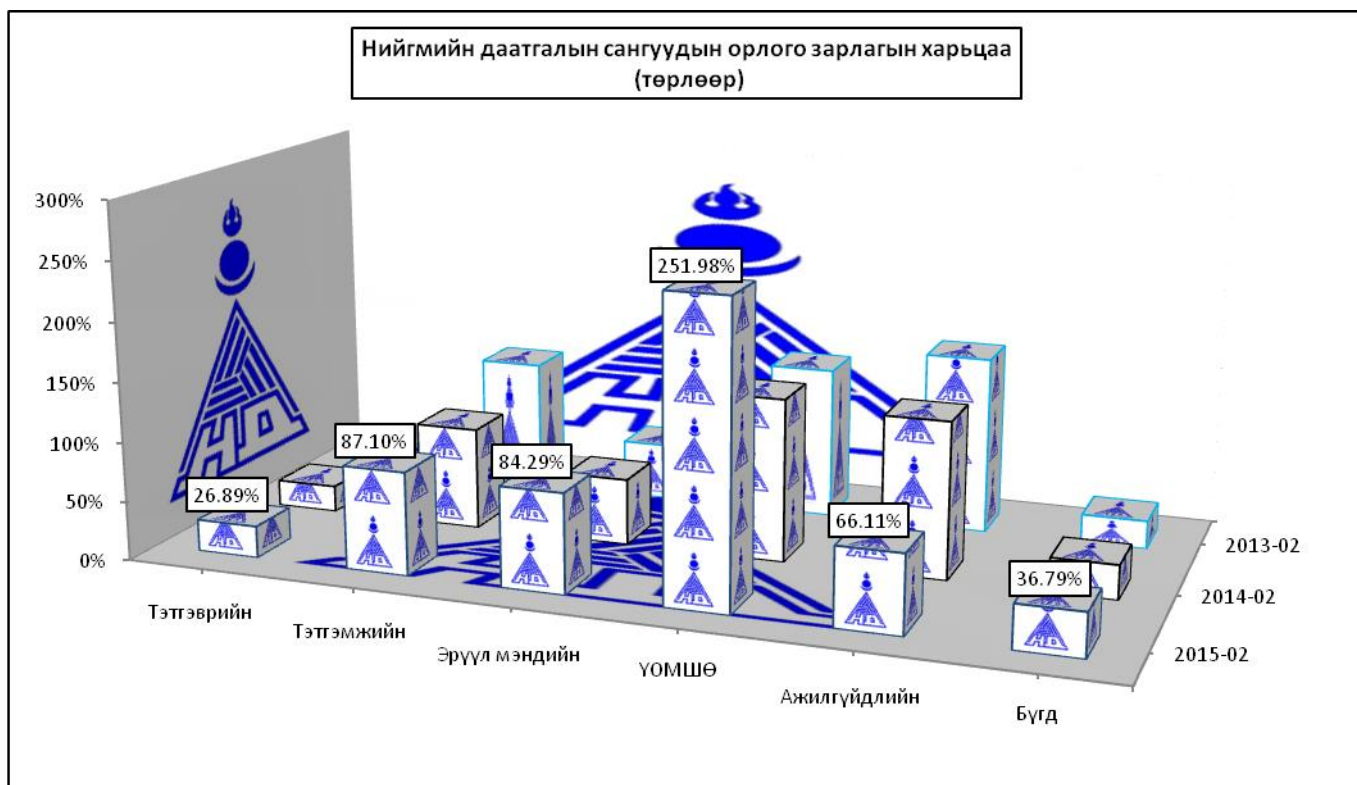 Нийгмийн даатгалын сангуудын орлого зарлагын харьцаа
(төрлөөр)
300%
250%
200%
150%
100%
50%
0%
26.89%
87.10%
84.29%
251.98%
66.11%
36.79%
Тэтгэврийн
Тэтгэмжийн
Эрүүл мэндийн
ҮОМШӨ
Ажилгүйдлийн
Бүгд
2013-02
2014-02
2015-02